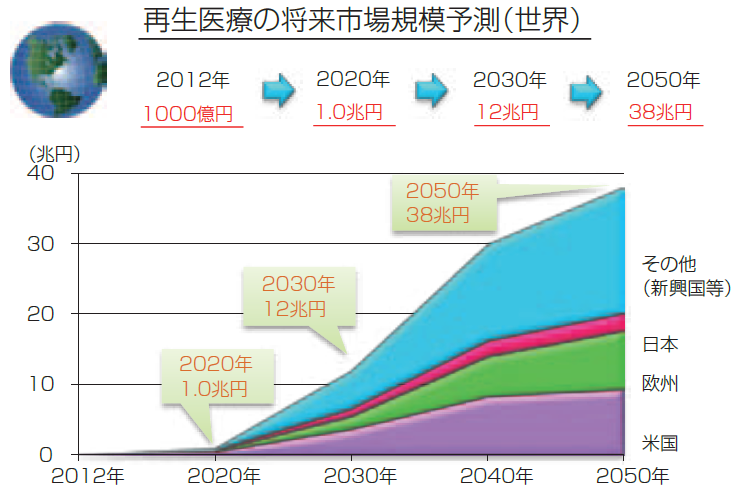 再生医療の将来市場規模予測（世界）
2012年
2020年
2030年
2050年
1000億円
1.0兆円
12兆円
38兆円
（兆円）
40
30
20
10
0
2050年
38兆円
2030年
12兆円
2020年
1.0兆円
その他
（新興国等）
日本
欧州
米国
2012年
2020年
2030年
2040年
2050年